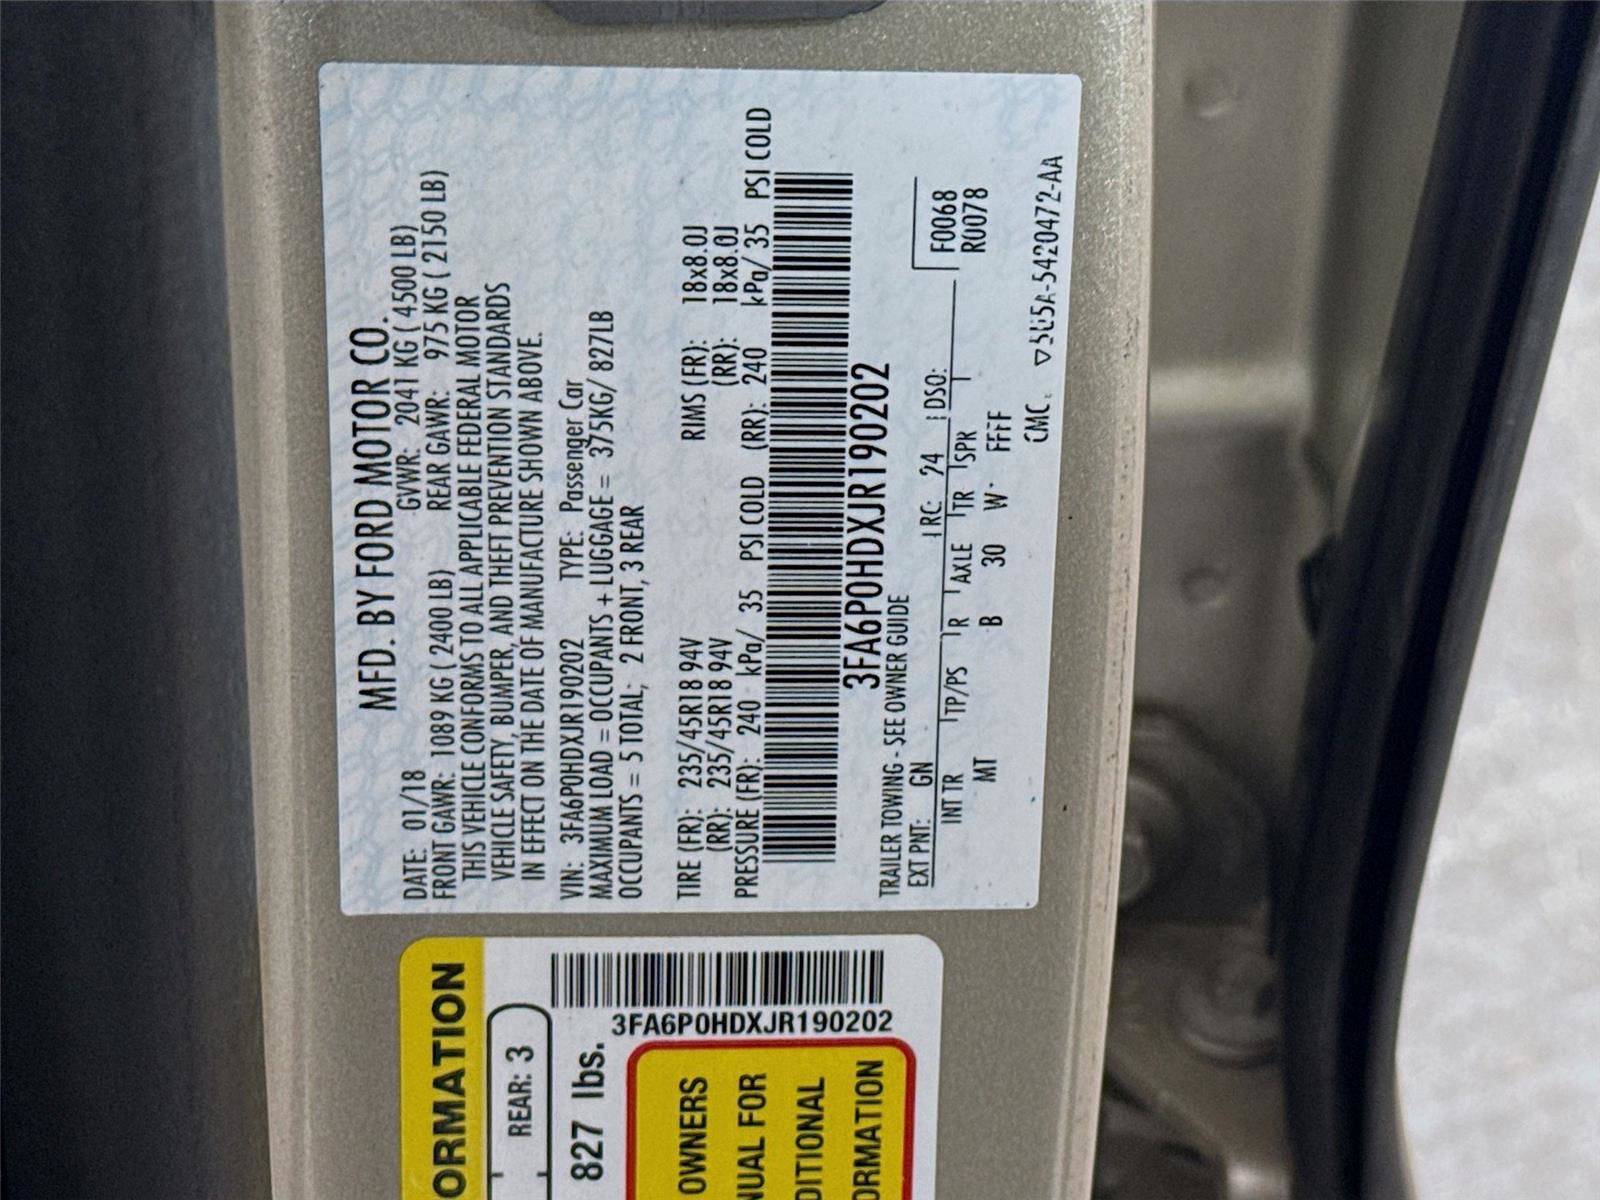 MFD. BY FORD MOTOR CO.
DATE: 01/18 GVWR: 2041 KG ( 4500 LB)
FRONT GAWR: 1089 KG ( 2400 LB) REAR GAWR: 975 KG ( 2150 LB)
THIS VEHICLE CONFORMS TO ALL APPLICABLE FEDERAL MOTOR
VEHICLE SAFETY, BUMPER, AND THEFT PREVENTION STANDARDS
IN EFFECT ON THE DATE OF MANUFACTURE SHOWN ABOVE.
VIN: 3FA6P0HDXJR190202 TYPE: Passenger Car
MAXIMUM LOAD = OCCUPANTS + LUGGAGE = 375KG/ 827LB
OCCUPANTS = 5 TOTAL, 2 FRONT, 3 REAR
TIRE (FR): 235/45R18 94V RIMS (FR): 18x8.0J
(RR): 235/45R18 94V (RR): 18x8.0J
PRESSURE (FR): 240 kPa/ 35 PSI COLD (RR): 240 kPa/ 35 PSI COLD
3FA6P0HDXJR190202
TRAILER TOWING - SEE OWNER GUIDE
EXT PNT: GN RC: 24 DSO: F0068
INT TR TP/PS R AXLE TR SPR R0078
MT B 30 W FFFF
CMC 5U5A-5420472-AA
ORMATION
REAR: 3
827 lbs.
3FA6P0HDXJR190202
OWNERS
NUAL FOR
DITIONAL
ORMATION